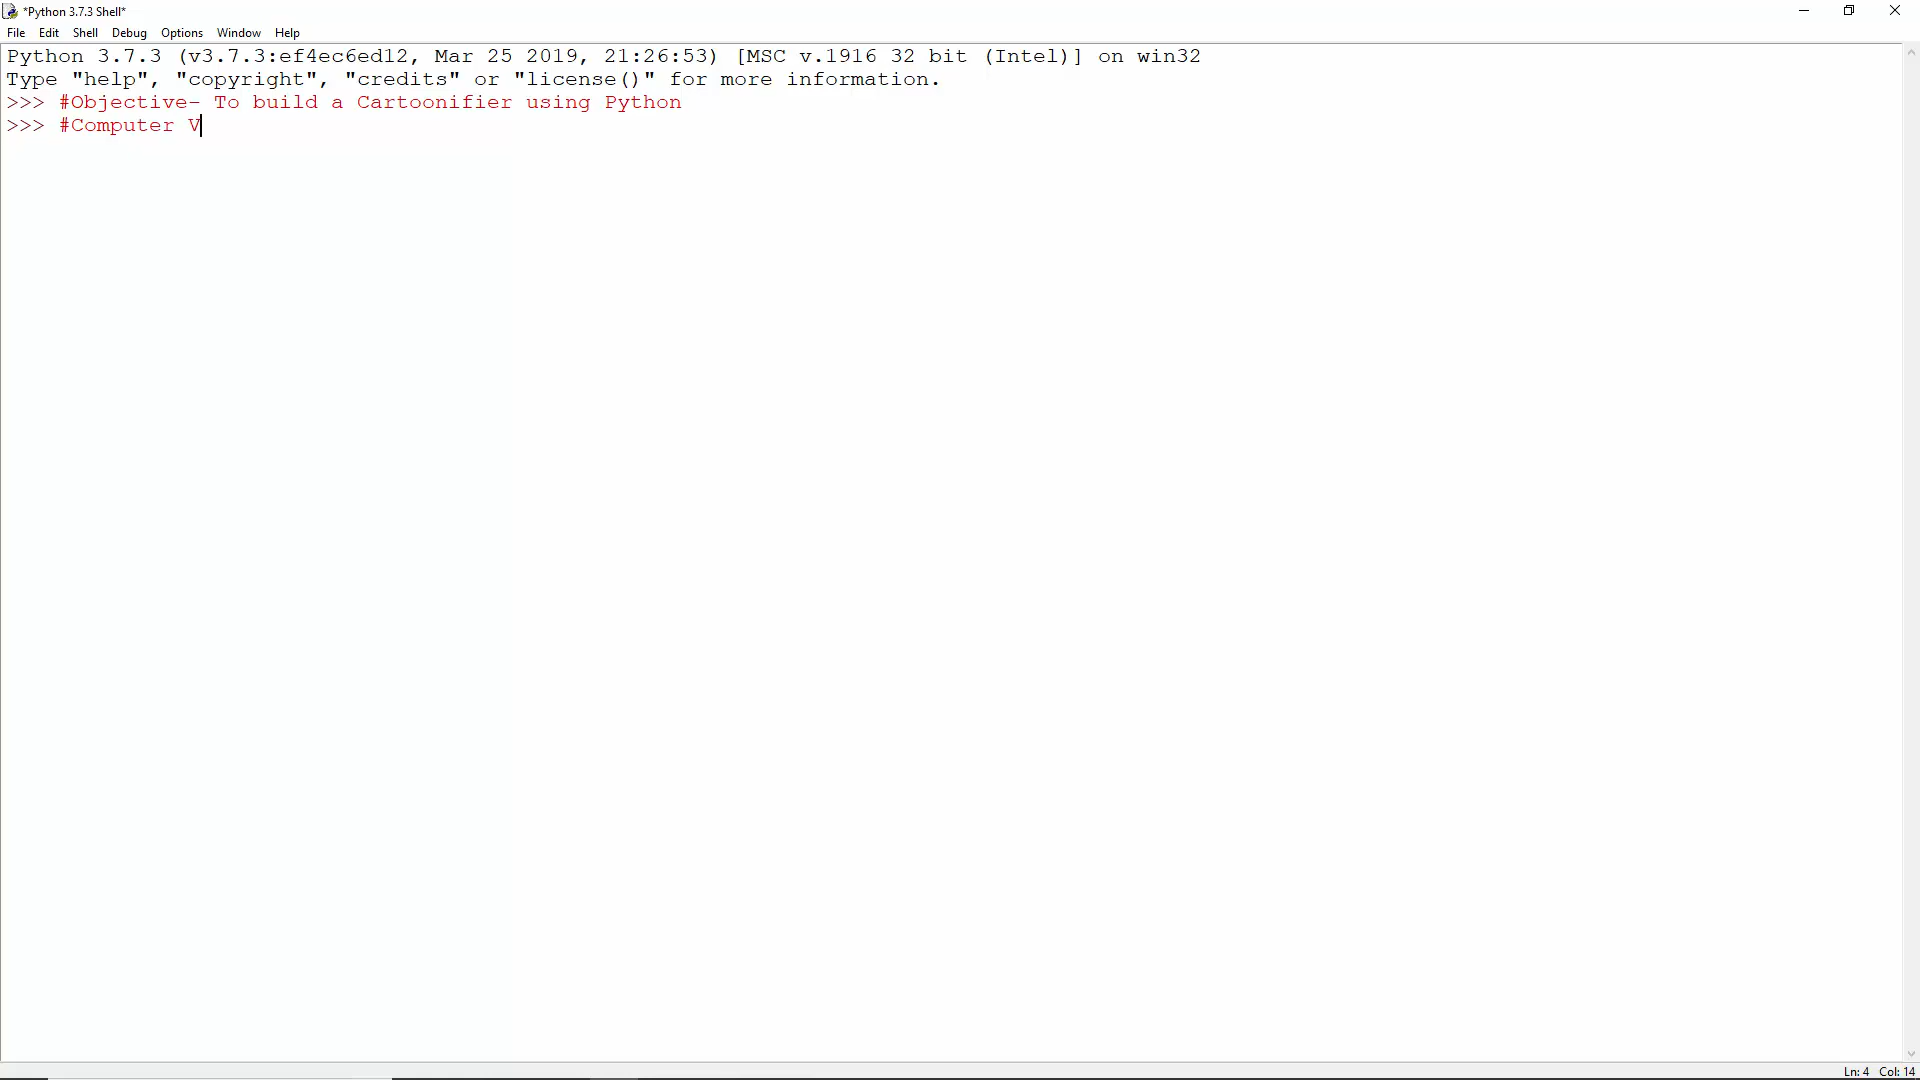 *Python 3.7.3 Shell*
File Edit Shell Debug Options Window Help
Python 3.7.3 (v3.7.3:ef4ec6ed12, Mar 25 2019, 21:26:53) [MSC v.1916 32 bit (Intel)] on win32
Type "help", "copyright", "credits" or "license()" for more information.
>>> #Objective- To build a Cartoonifier using Python
>>> #Computer V
Ln: 4 Col: 14